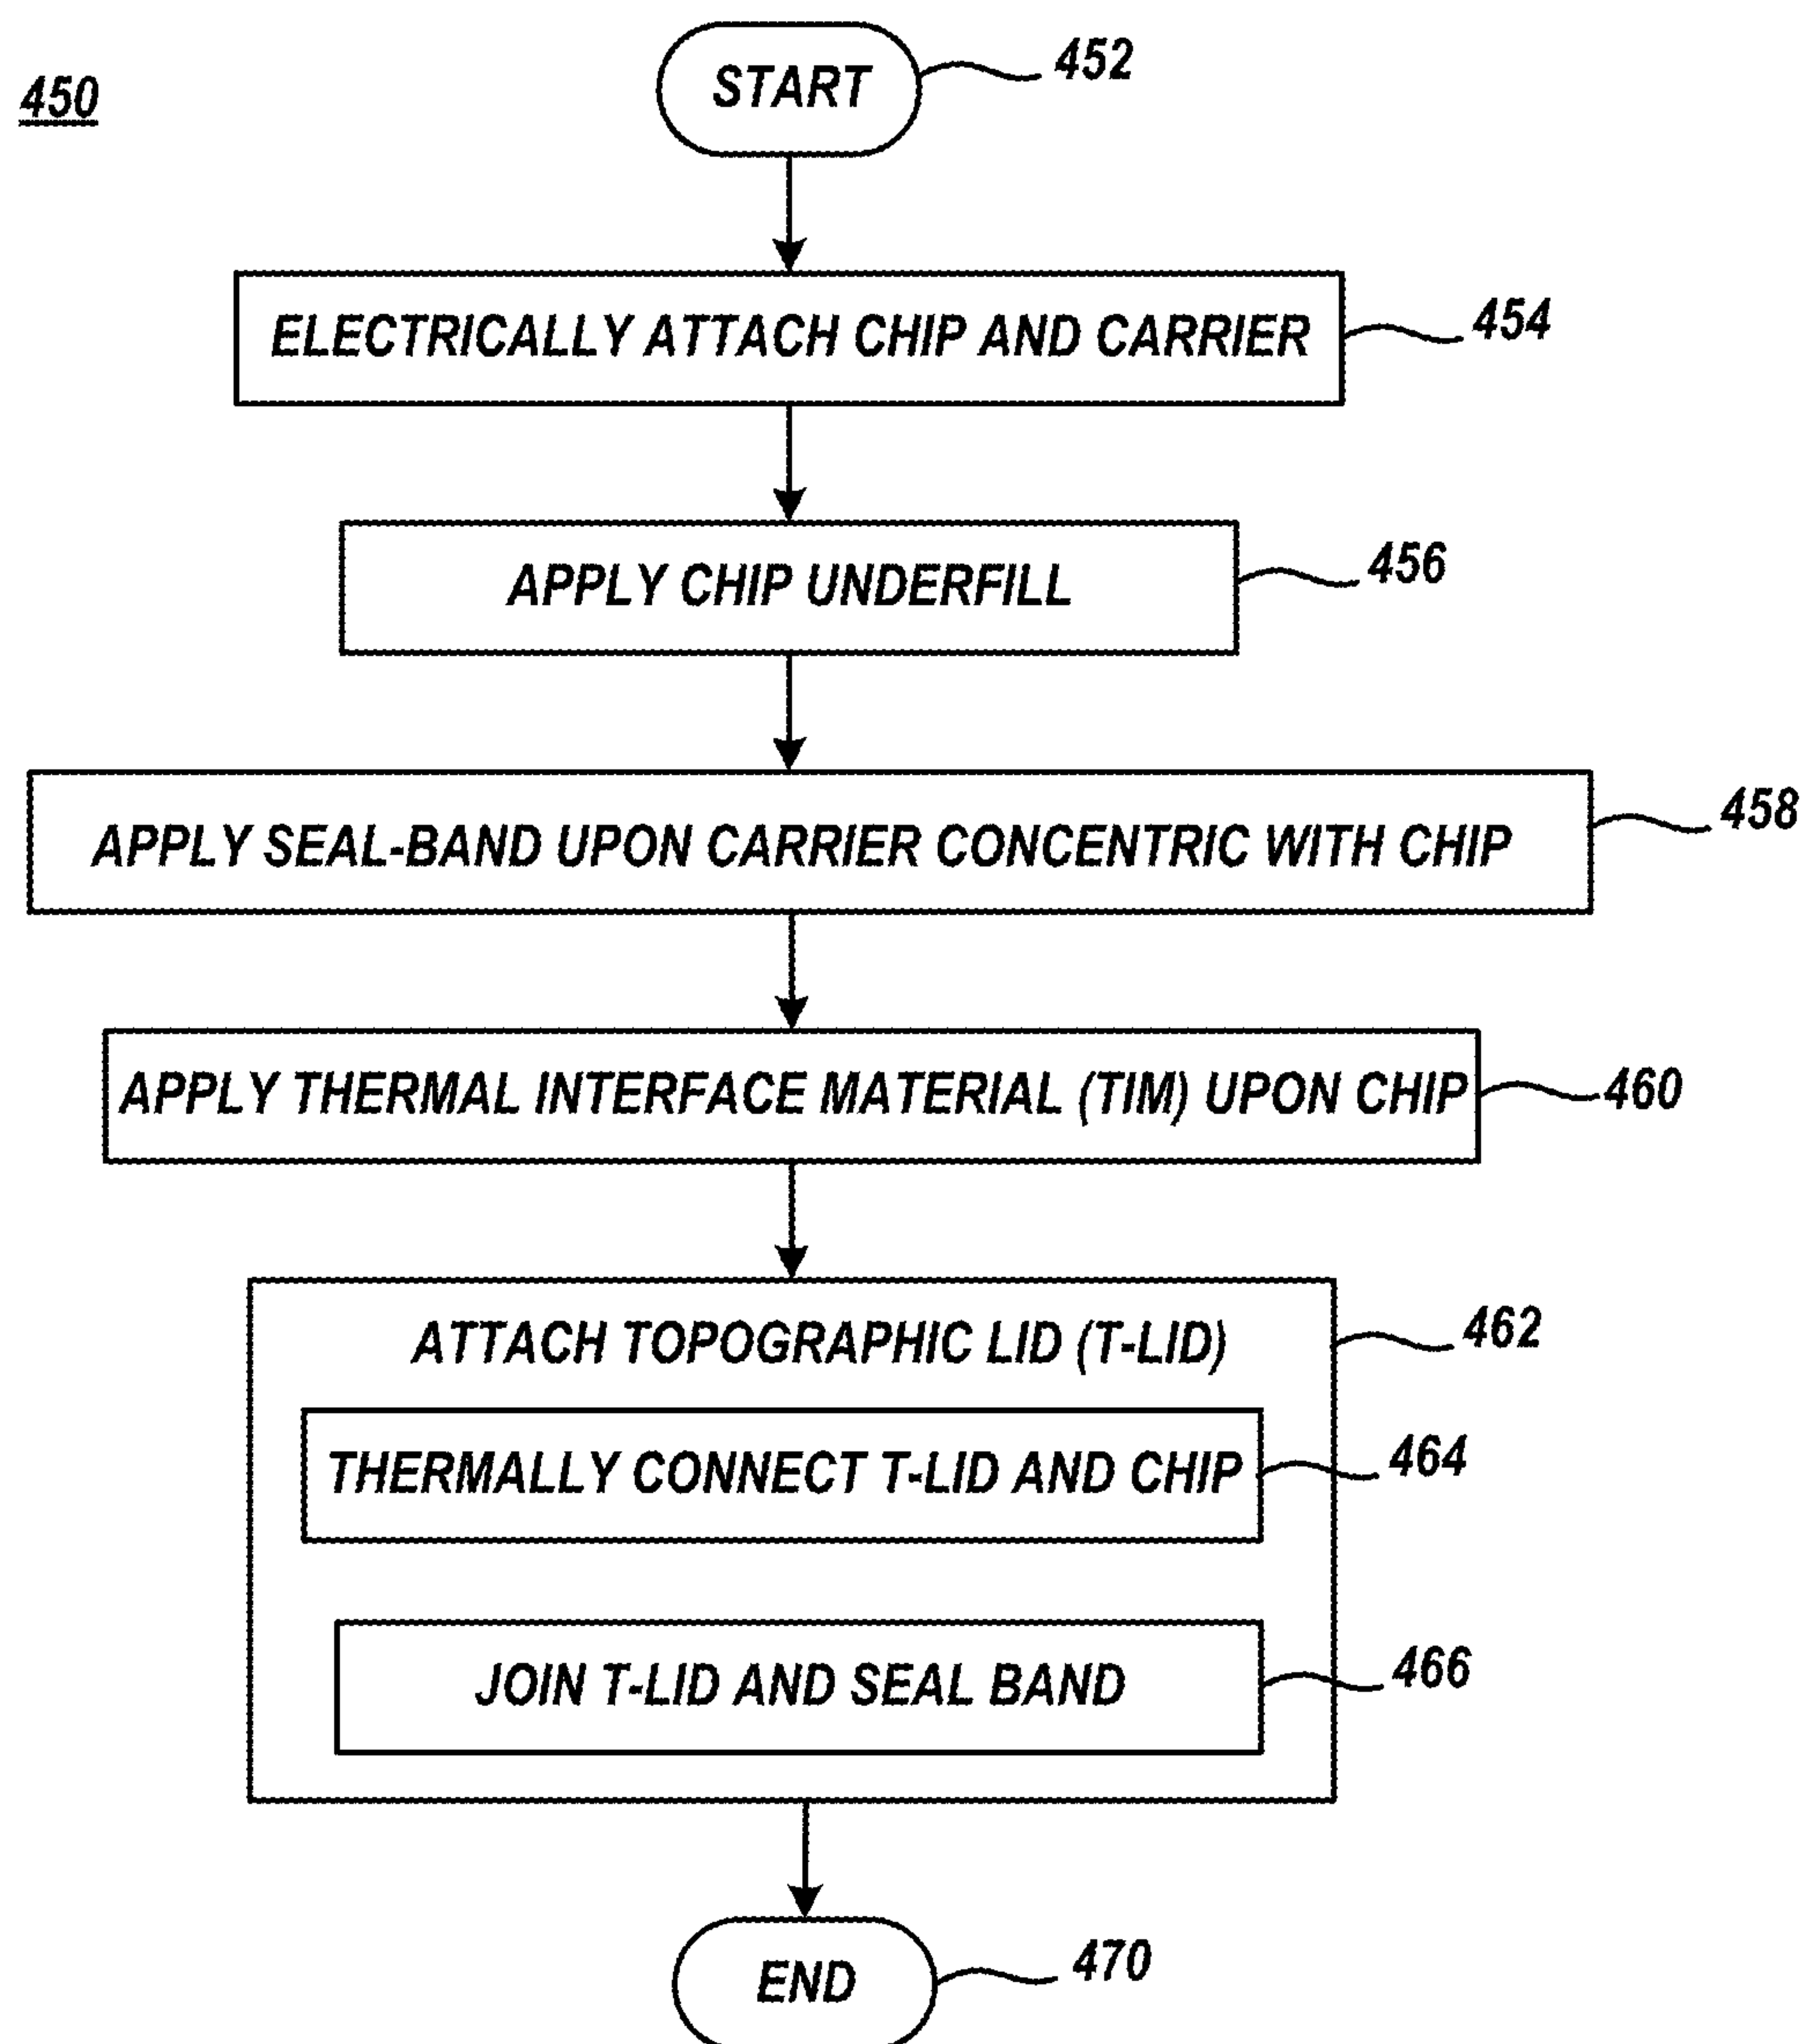 450
START
452
ELECTRICALLY ATTACH CHIP AND CARRIER
454
APPLY CHIP UNDERFILL
456
APPLY SEAL-BAND UPON CARRIER CONCENTRIC WITH CHIP
458
APPLY THERMAL INTERFACE MATERIAL (TIM) UPON CHIP
460
ATTACH TOPOGRAPHIC LID (T-LID)
462
THERMALLY CONNECT T-LID AND CHIP
464
JOIN T-LID AND SEAL BAND
466
END
470